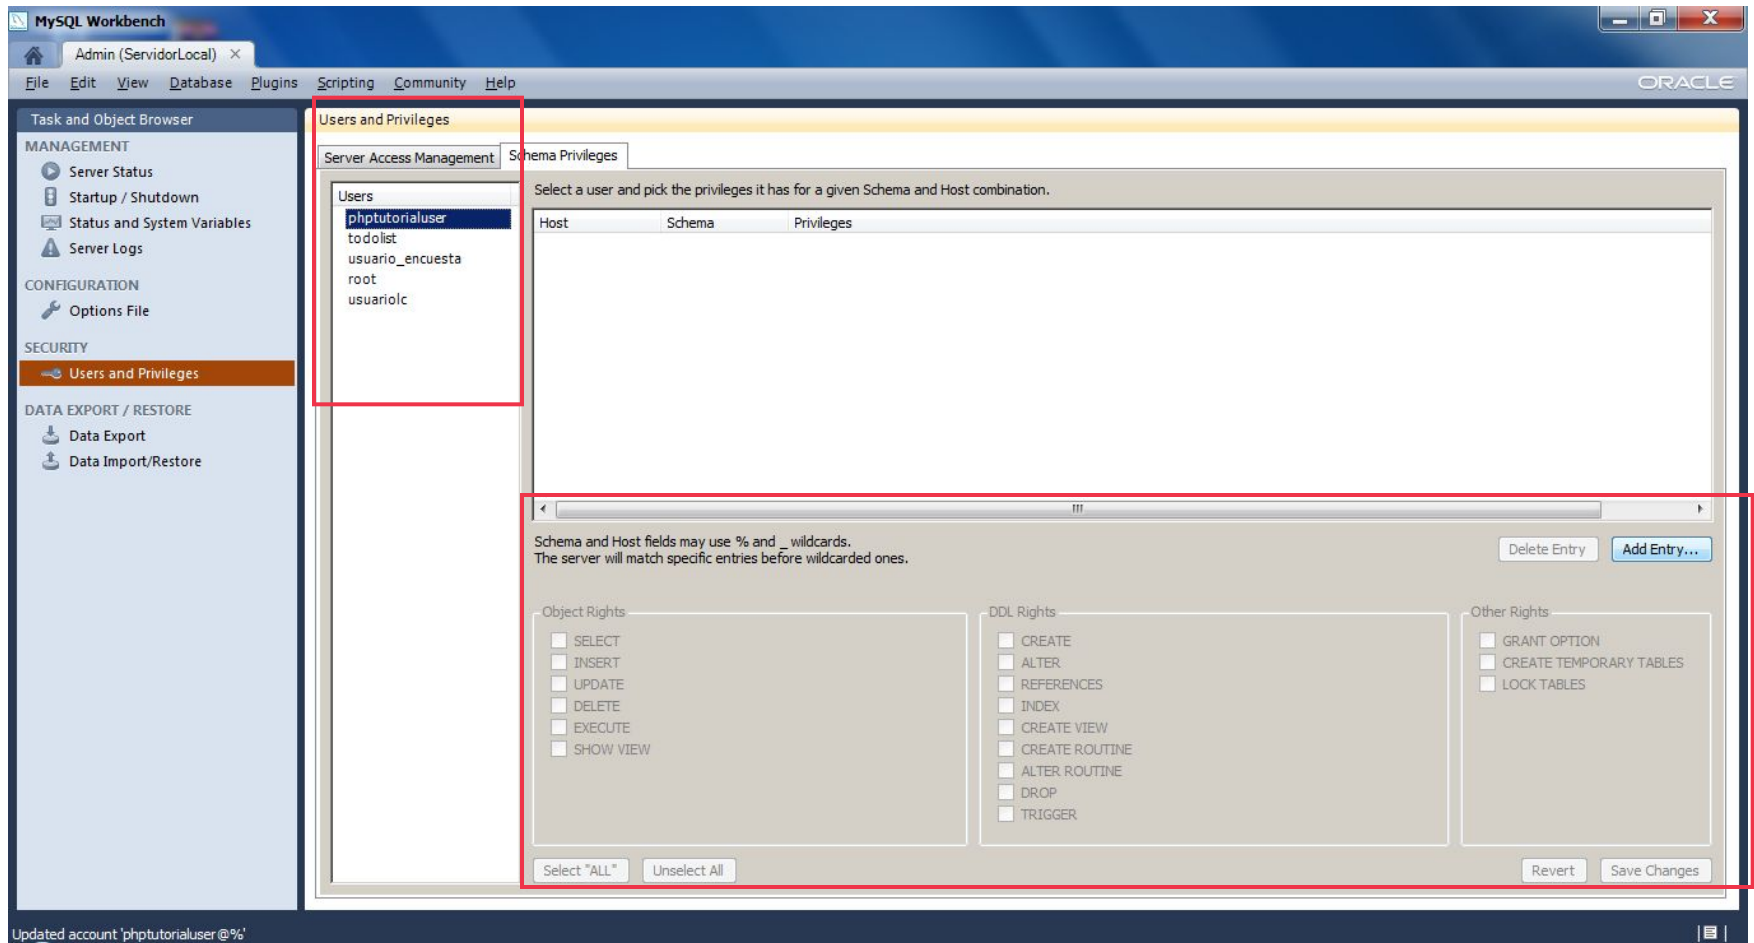 MySQL Workbench
Admin (ServidorLocal)
File Edit View Database Plugins Scripting Community Help
ORACLE
Task and Object Browser
MANAGEMENT
Server Status
Startup / Shutdown
Status and System Variables
Server Logs
CONFIGURATION
Options File
SECURITY
Users and Privileges
DATA EXPORT / RESTORE
Data Export
Data Import/Restore
Users and Privileges
Server Access Management Schema Privileges
Users
phptutorialuser
todolist
usuario_encuesta
root
usuariolc
Select a user and pick the privileges it has for a given Schema and Host combination.
Host Schema Privileges
Schema and Host fields may use % and _ wildcards.
The server will match specific entries before wildcarded ones.
Delete Entry Add Entry...
Object Rights
SELECT
INSERT
UPDATE
DELETE
EXECUTE
SHOW VIEW
DDL Rights
CREATE
ALTER
REFERENCES
INDEX
CREATE VIEW
CREATE ROUTINE
ALTER ROUTINE
DROP
TRIGGER
Other Rights
GRANT OPTION
CREATE TEMPORARY TABLES
LOCK TABLES
Select "ALL" Unselect All Revert Save Changes
Updated account 'phptutorialuser@%'